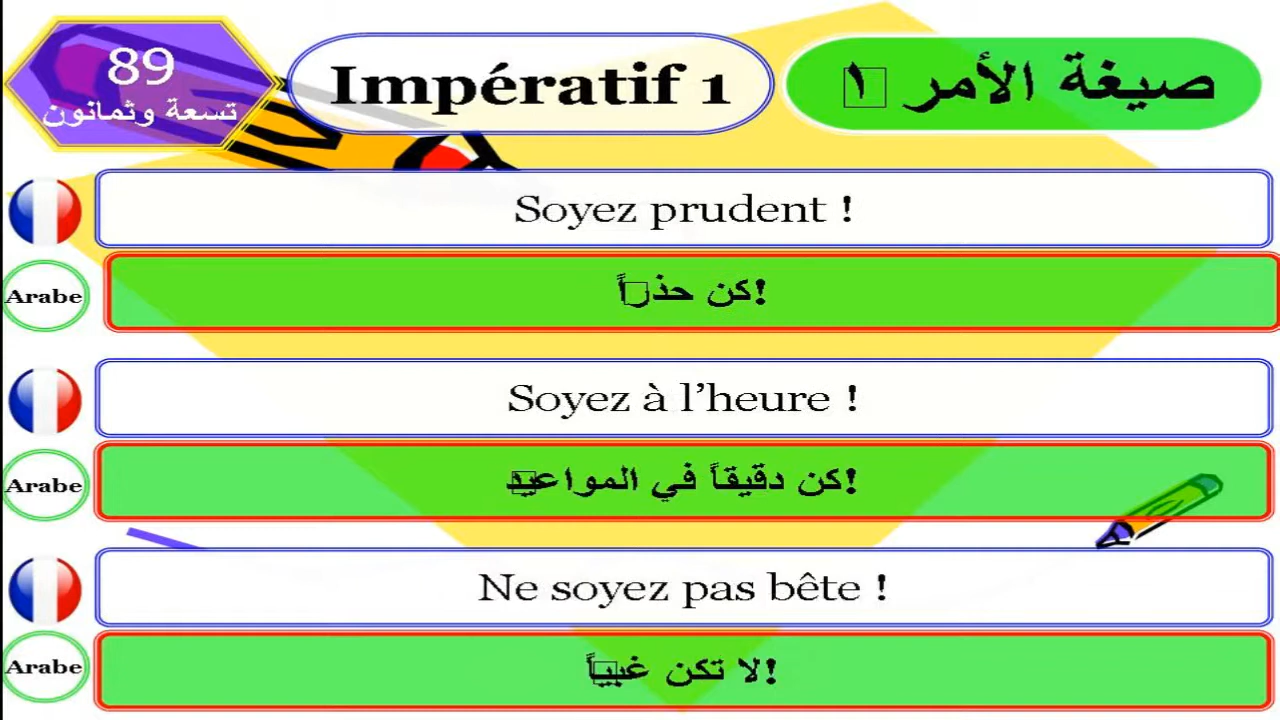 89
تسعة وثمانون
Impératif 1
صيغة الأمر ١
Soyez prudent !
Arabe
كن حذراً!
Soyez à l’heure !
Arabe
كن دقيقاً في المواعيد!
Ne soyez pas bête !
Arabe
لا تكن غبياً!